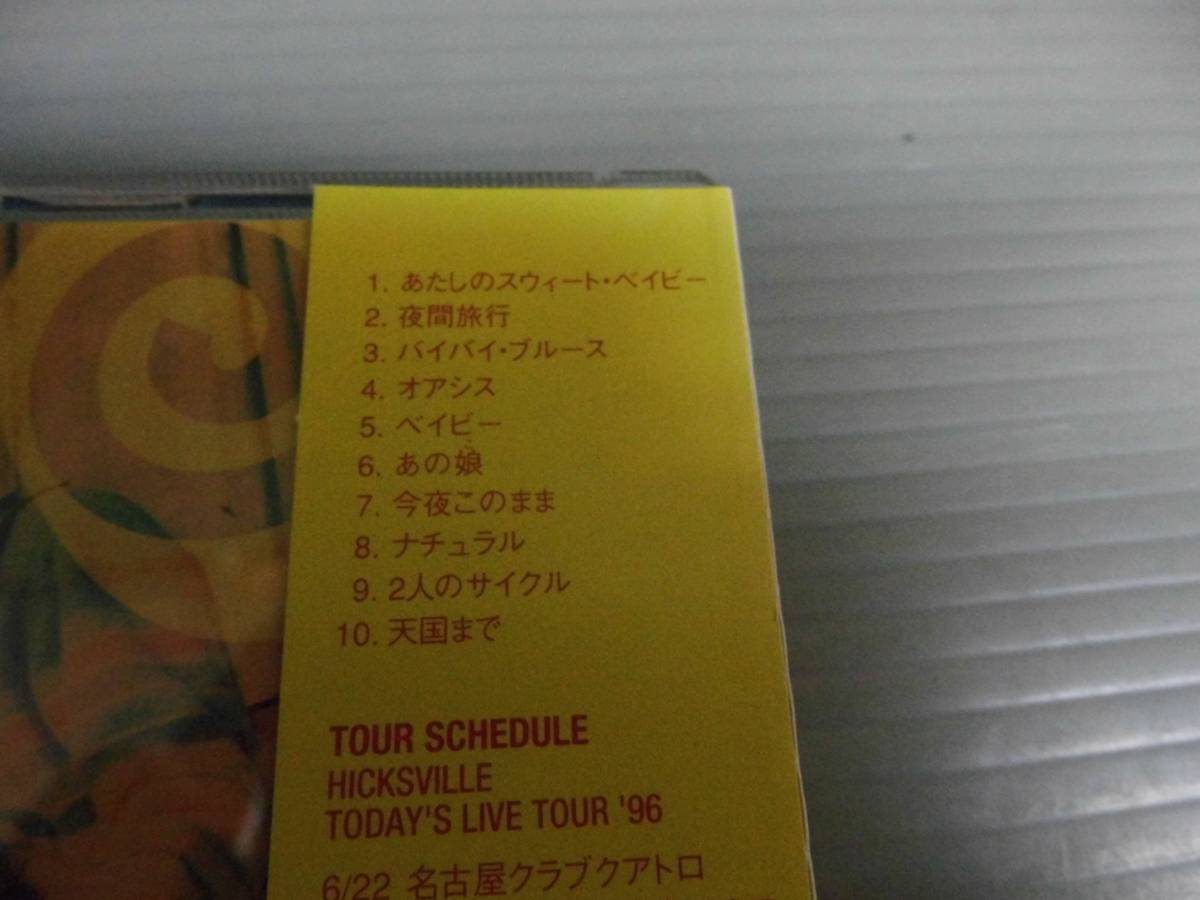 1. あたしのスウィート・ベイビー
2. 夜間旅行
3. バイバイ・ブルース
4. オアシス
5. ベイビー
6. あの娘
7. 今夜このまま
8. ナチュラル
9. 2人のサイクル
10. 天国まで
TOUR SCHEDULE
HICKSVILLE
TODAY'S LIVE TOUR '96
6/22 名古屋クラブクアトロ